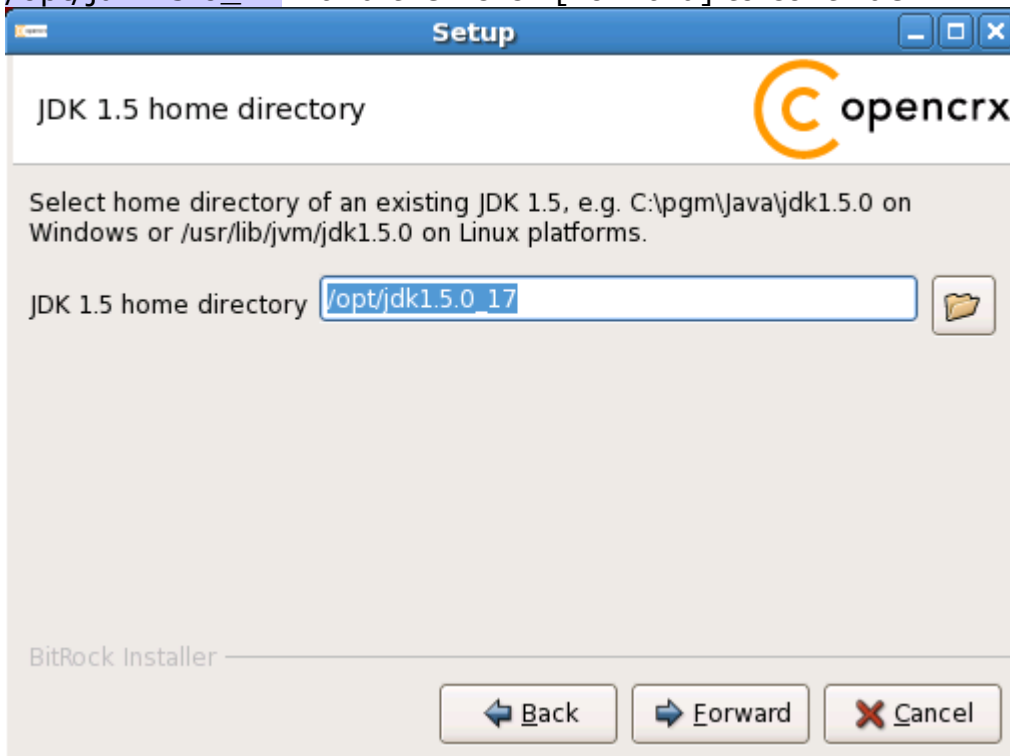 Setup
JDK 1.5 home directory
opencrx
Select home directory of an existing JDK 1.5, e.g. C:\pgm\Java\jdk1.5.0 on
Windows or /usr/lib/jvm/jdk1.5.0 on Linux platforms.
JDK 1.5 home directory /opt/jdk1.5.0_17
BitRock Installer
Back Forward Cancel